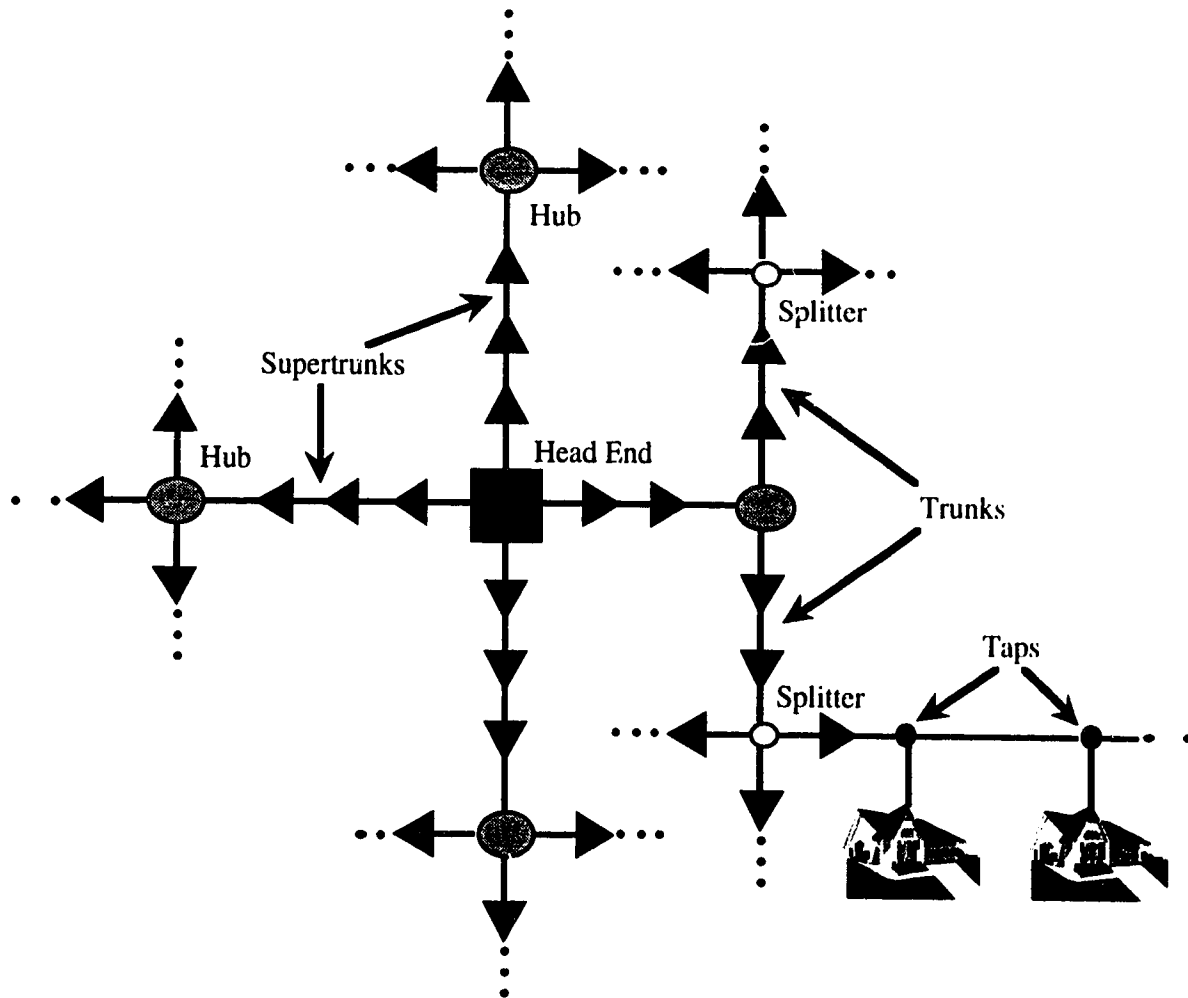 Hub
Splitter
Supertrunks
Hub
Head End
Trunks
Taps
Splitter